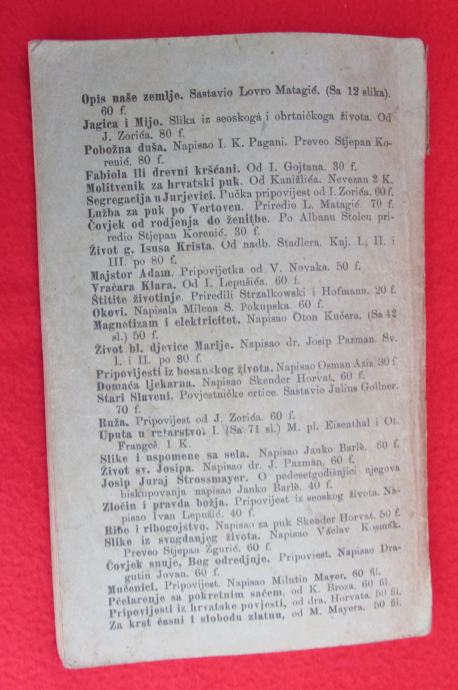 Opis naše zemlje. Sastavio Lovro Matagić. (Sa 12 slika).
60 f.
Jagica i Mijo. Slika iz seoskoga i obrtničkoga života. Od
J. Zorića. 80 f.
Pobožna duša. Napisao I. K. Pagani. Preveo Stjepan Ko-
renić. 80 f.
Fabiola ili drevni kršćani. Od I. Gojtana. 30 f.
Molitvenik za hrvatski puk. Od Kanižlića. Nevezan 2 K.
Segregacija u Jurjevici. Pučka pripovijest od I. Zorića. 60 f.
Lužba za puk po Vertovcu. Priredio L. Matagić. 70 f.
Čovjek od rodjenja do ženitbe. Po Albanu Stolcu pri-
redio Stjepan Korenić. 30 f.
Život g. Isusa Krista. Od nadb. Stadlera. Knj. I., II. i
III. po 80 f.
Majstor Adam. Pripovijetka od V. Novaka. 50 f.
Vračara Klara. Od I. Lepušića. 60 f.
Štitite životinje. Priredili Strzalkowski i Hofmann. 20 f.
Okovi. Napisala Milena S. Pokupska. 60 f.
Magnetizam i elektricitet. Napisao Oton Kučera. (Sa 42
sl.) 50 f.
Život bl. djevice Marije. Napisao dr. Josip Pazman. Sv.
I. i II. po 80 f.
Pripovijesti iz bosanskog života. Napisao Osman Azis. 30 f
Domaća ljekarna. Napisao Skender Horvat. 60 f.
Stari Slaveni. Povjestničke crtice. Sastavio Julius Gollner.
70 f.
Ruža. Pripovijest od J. Zorića. 60 f.
Uputa u ratarstvo: I. (Sa 71 sl.) M. pl. Eisenthal i Ot.
Frangeš. 1 K.
Slike i uspomene sa sela. Napisao Janko Barlè. 60 f.
Život sv. Josipa. Napisao dr. J. Pazman. 60 f.
Josip Juraj Strossmayer. O pedesetgodišnjici njegova
biskupovanja napisao Janko Barlè. 40 f.
Zločin i pravda božja. Pripovijest iz seoskog života. Na-
pisao Ivan Lepušić. 40 f.
Ribe i ribogojstvo. Napisao za puk Skender Horvat. 50 f.
Slike iz svagdanjeg života. Napisao Václav Kosmák.
Preveo Stjepan Zgurić. 60 f.
Čovjek snuje, Bog odredjnje. Pripoviest. Napisao Dra-
gutin Jovan. 60 f.
Mučenici. Pripovijest. Napisao Milutin Mayer. 60 fil.
Pčelarenje sa pokretnim saćem. od K. Broza. 60 fil.
Pripovijesti iz hrvatske povjesti, od dra. Horvata. 50 fil.
Za krst časni i slobodu zlatnu, od M. Mayera. 50 fil.